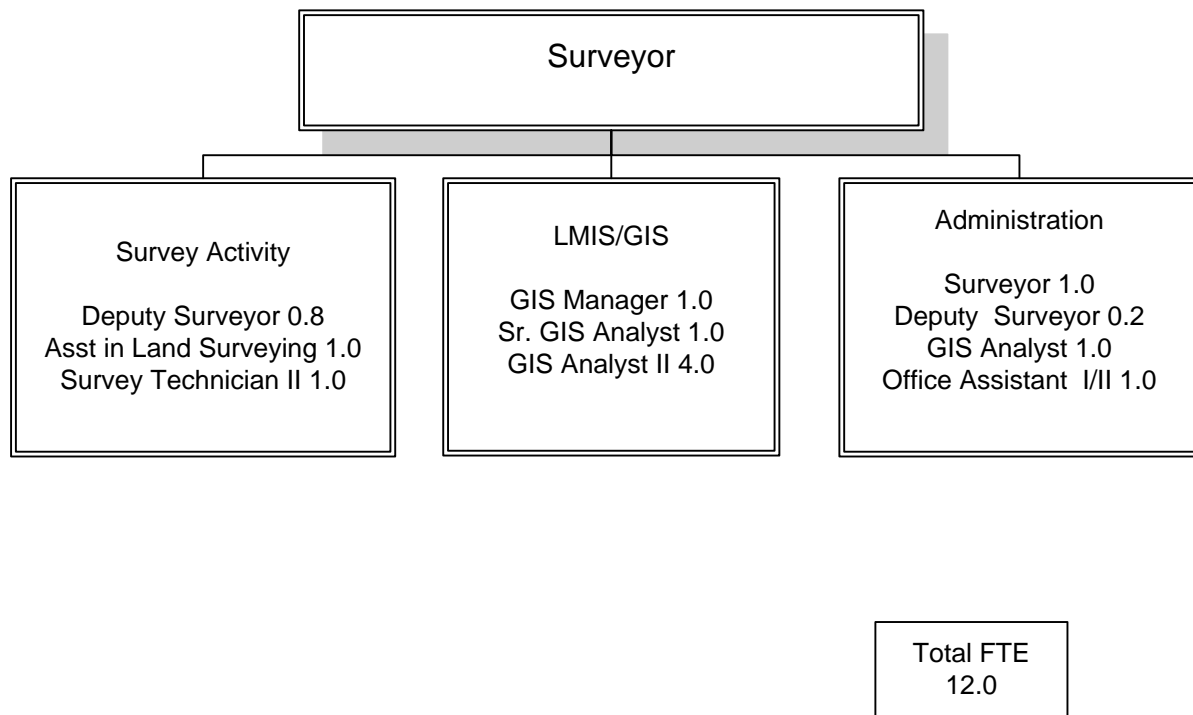 Surveyor
Survey Activity
Deputy Surveyor 0.8
Asst in Land Surveying 1.0
Survey Technician II 1.0
LMIS/GIS
GIS Manager 1.0
Sr. GIS Analyst 1.0
GIS Analyst II 4.0
Administration
Surveyor 1.0
Deputy  Surveyor 0.2
GIS Analyst 1.0
Office Assistant  I/II 1.0
Total FTE
12.0